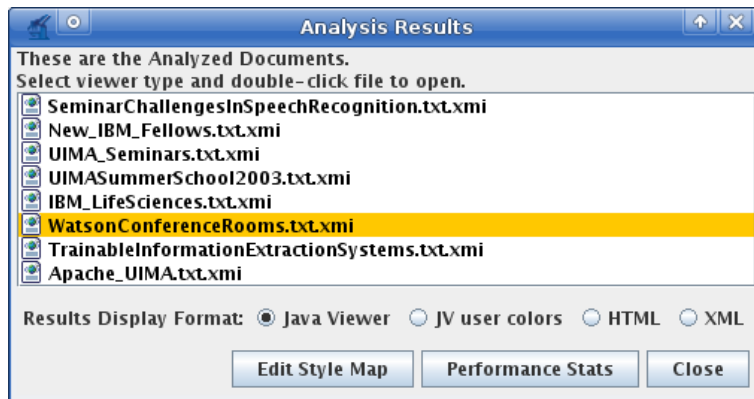 Analysis Results
These are the Analyzed Documents.
Select viewer type and double-click file to open.
SeminarChallengesInSpeechRecognition.txt.xmi
New_IBM_Fellows.txt.xmi
UIMA_Seminars.txt.xmi
UIMASummerSchool2003.txt.xmi
IBM_LifeSciences.txt.xmi
WatsonConferenceRooms.txt.xmi
TrainableInformationExtractionSystems.txt.xmi
Apache_UIMA.txt.xmi
Results Display Format: Java Viewer JV user colors HTML XML
Edit Style Map Performance Stats Close